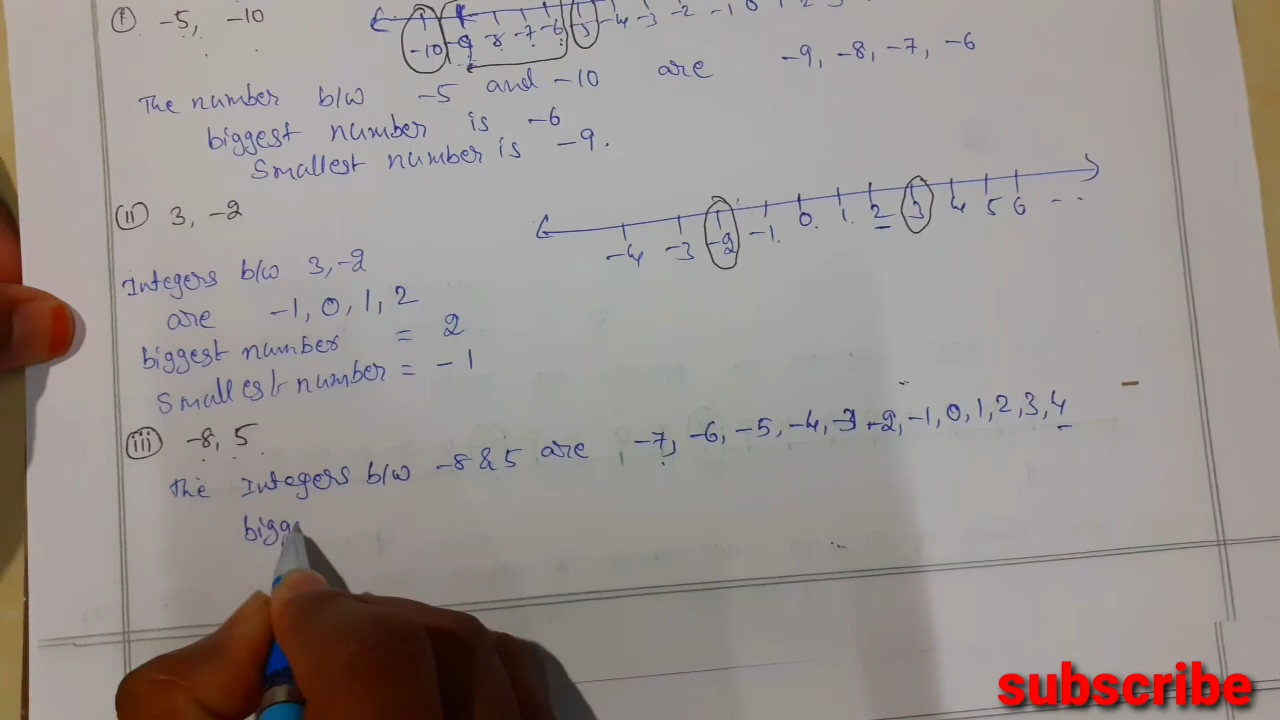 (i) -5, -10
-10 -9 -8 -7 -6 -5 -4 -3 -2 -1 0 1 2 3
The number b/w -5 and -10 are -9, -8, -7, -6
biggest number is -6
Smallest number is -9.
(ii) 3, -2
-4 -3 -2 -1 0 1 2 3 4 5 6 ...
Integers b/w 3, -2
are -1, 0, 1, 2
biggest number = 2
Smallest number = -1
(iii) -8, 5
The Integers b/w -8 & 5 are -7, -6, -5, -4, -3 -2, -1, 0, 1, 2, 3, 4
bigg
subscribe